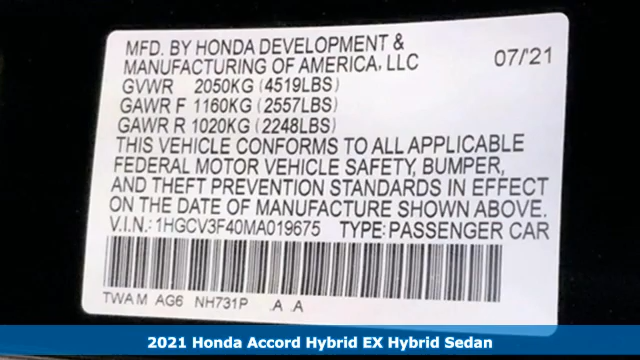 MFD. BY HONDA DEVELOPMENT &
MANUFACTURING OF AMERICA, LLC
07/21
GVWR 2050KG (4519LBS)
GAWR F 1160KG (2557LBS)
GAWR R 1020KG (2248LBS)
THIS VEHICLE CONFORMS TO ALL APPLICABLE
FEDERAL MOTOR VEHICLE SAFETY, BUMPER,
AND THEFT PREVENTION STANDARDS IN EFFECT
ON THE DATE OF MANUFACTURE SHOWN ABOVE.
V.I.N.: 1HGCV3F40MA019675 TYPE: PASSENGER CAR
TWA M AG6 NH731P .A .A
2021 Honda Accord Hybrid EX Hybrid Sedan